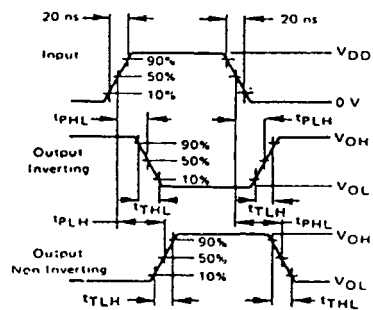 20 ns
20 ns
Input
90%
50%
10%
VDD
0 V
tPHL
tPLH
Output
Inverting
90%
50%
10%
VOH
VOL
tTHL
tTLH
tPLH
tPHL
Output
Non Inverting
90%
50%
10%
VOH
VOL
tTLH
tTHL